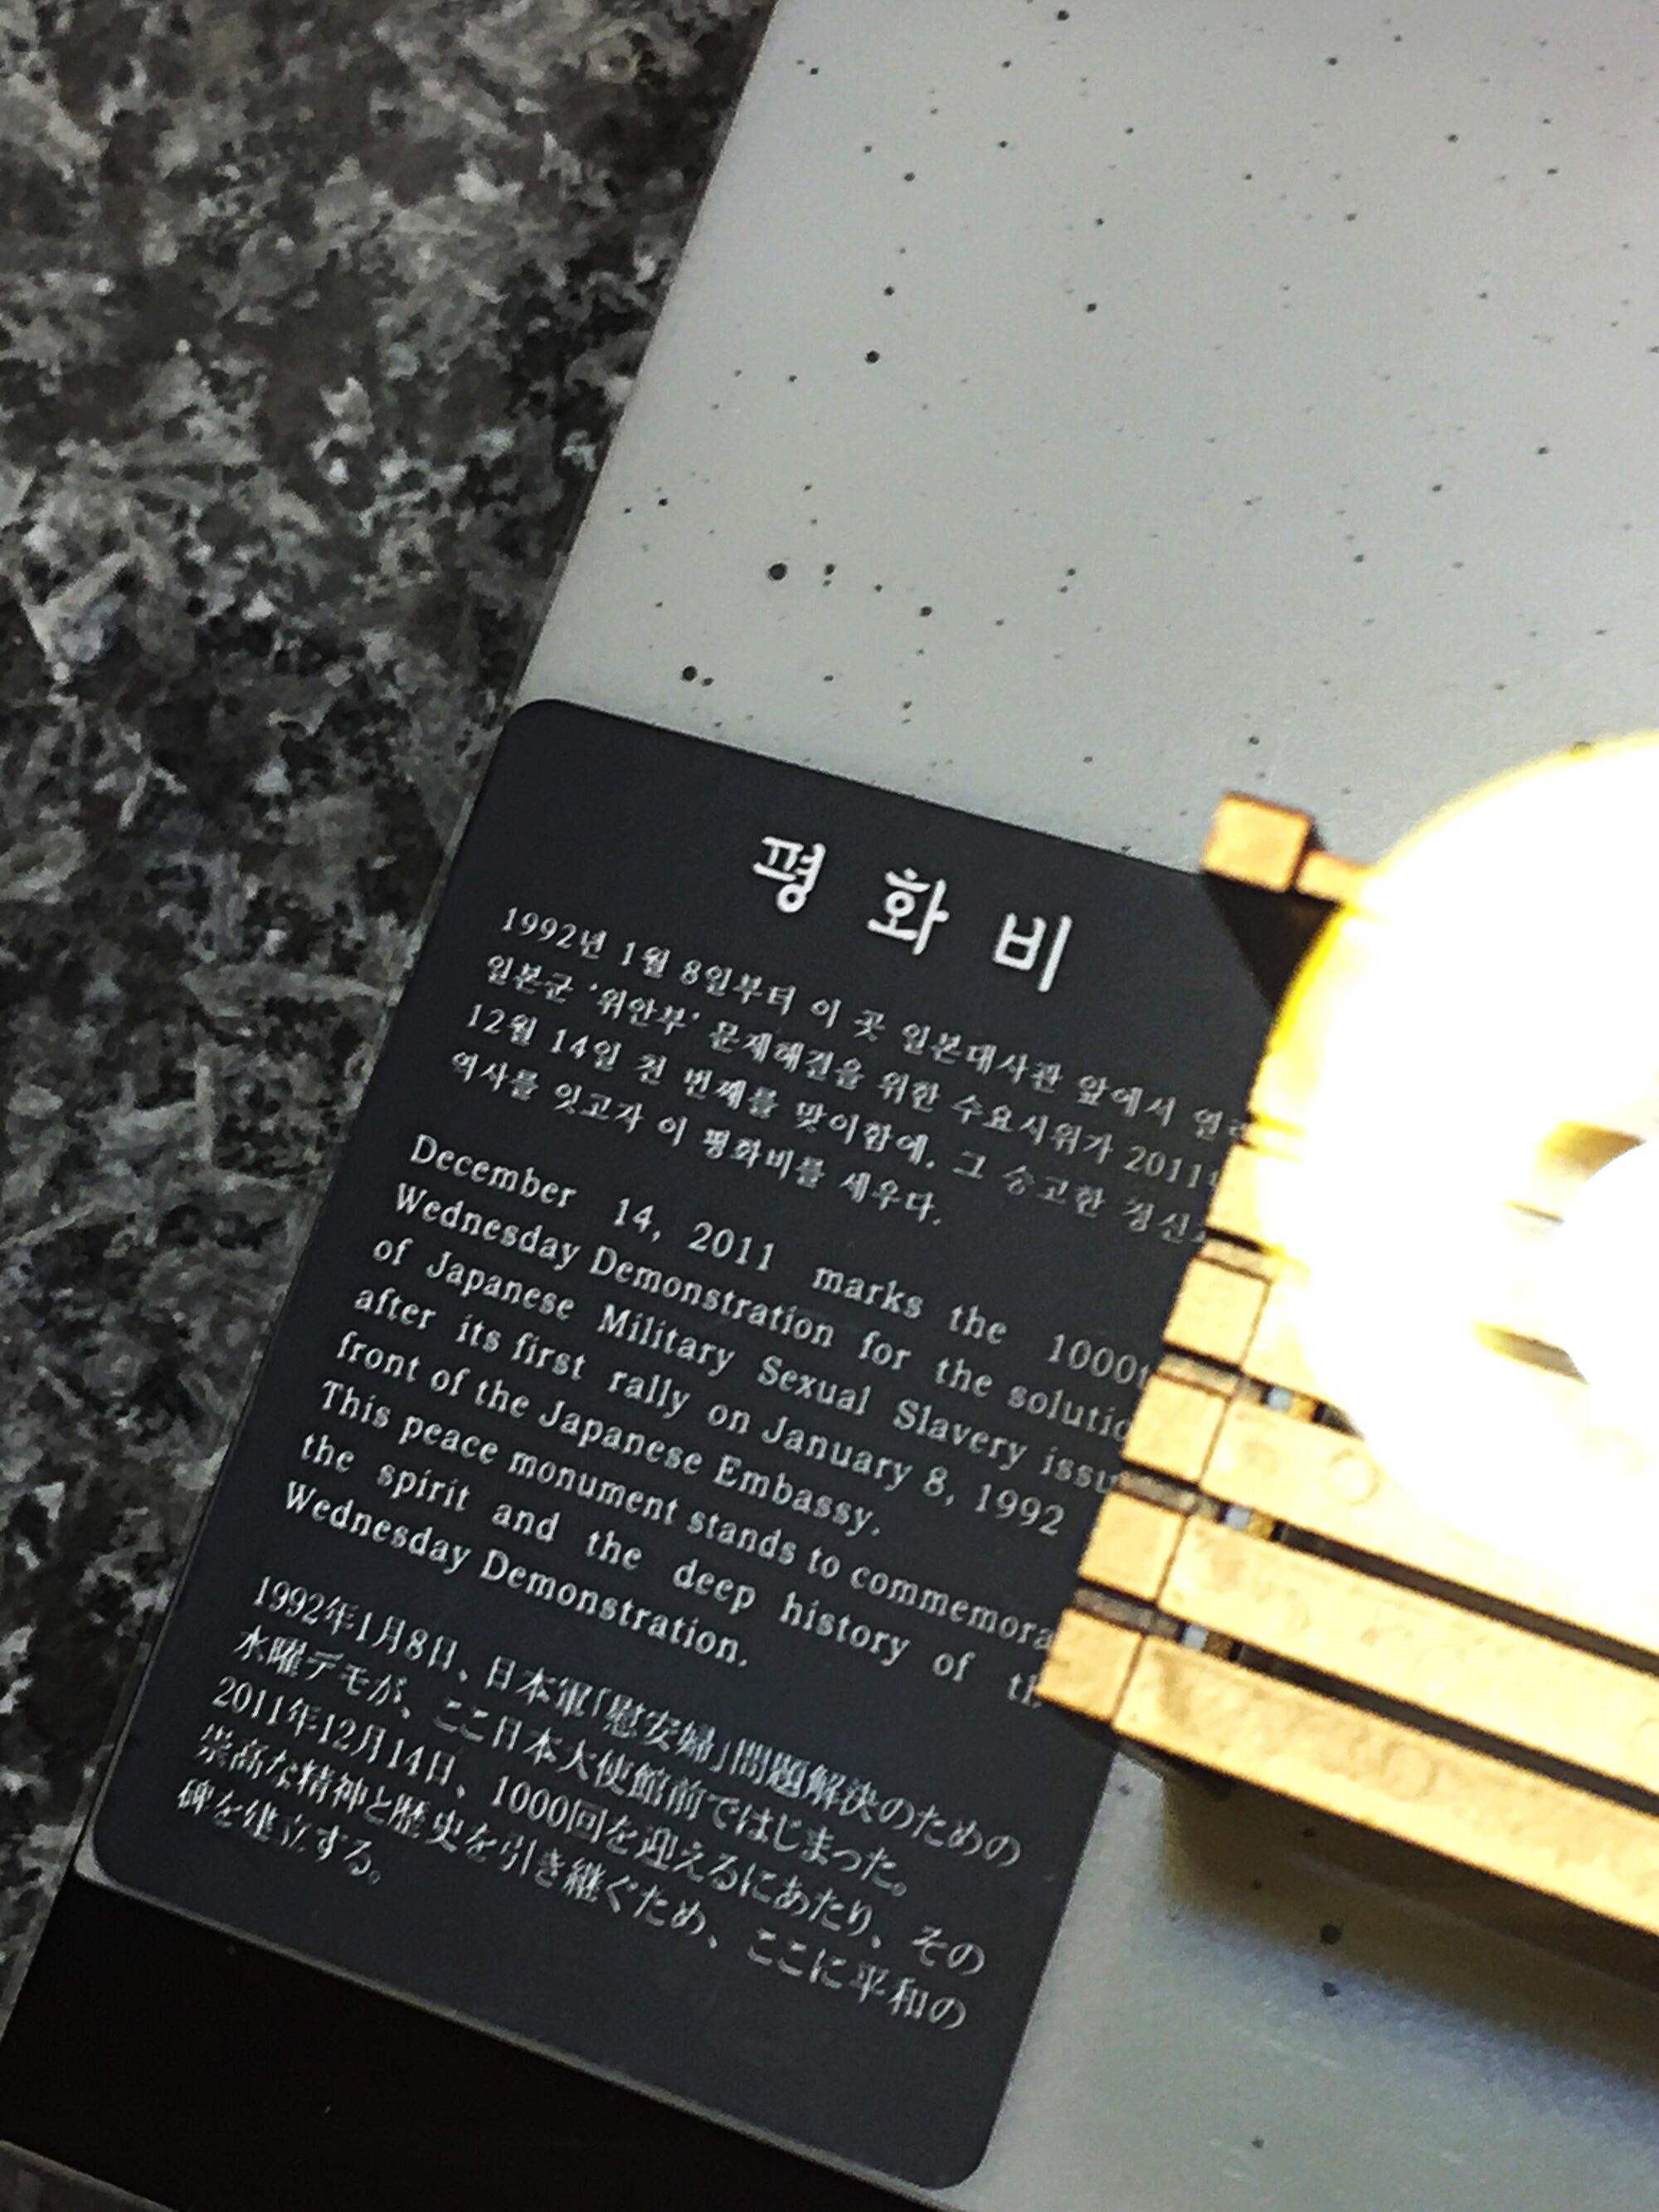 평화비
1992년 1월 8일부터 이 곳 일본대사관 앞에서
일본군 '위안부' 문제해결을 위한 수요시위가 2011
12월 14일 천 번째를 맞이함에, 그 숭고한 정신
역사를 잇고자 이 평화비를 세우다.
December 14, 2011 marks the 1000
Wednesday Demonstration for the
of Japanese Military Sexual Slavery
after its first rally on January 8, 1992
front of the Japanese Embassy.
This peace monument stands to
the spirit and the deep history of
Wednesday Demonstration.
1992年1月8日、日本軍「慰安婦」問題解決のための
水曜デモが、ここ日本大使館前ではじまった。
2011年12月14日、1000回を迎えるにあたり、その
崇高な精神と歴史を引き継ぐため、ここに平和の
碑を建立する。